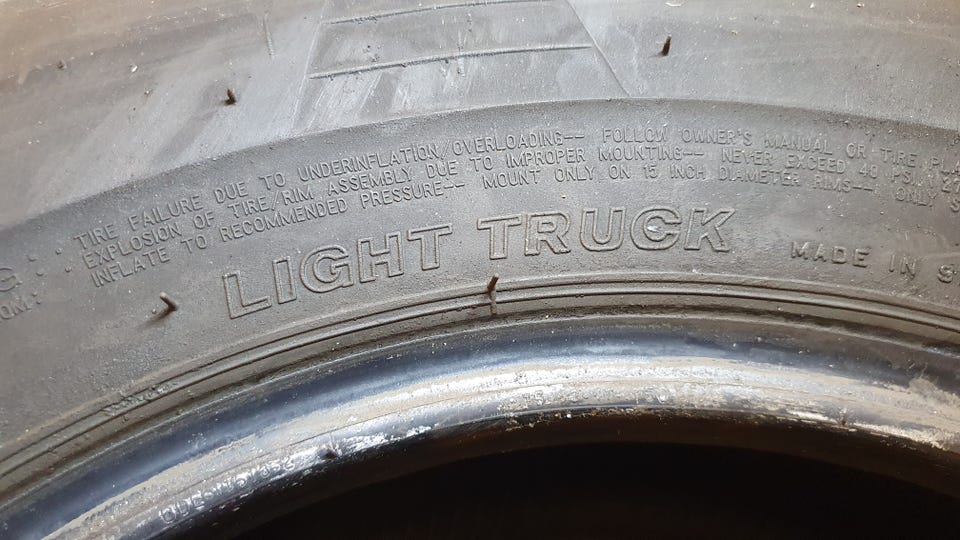 TIRE FAILURE DUE TO UNDERINFLATION/OVERLOADING-- FOLLOW OWNER'S MANUAL OR TIRE PLA
EXPLOSION OF TIRE/RIM ASSEMBLY DUE TO IMPROPER MOUNTING-- NEVER EXCEED 40 PSI
INFLATE TO RECOMMENDED PRESSURE-- MOUNT ONLY ON 15 INCH DIAMETER RIMS-- ONLY S
LIGHT TRUCK MADE IN S